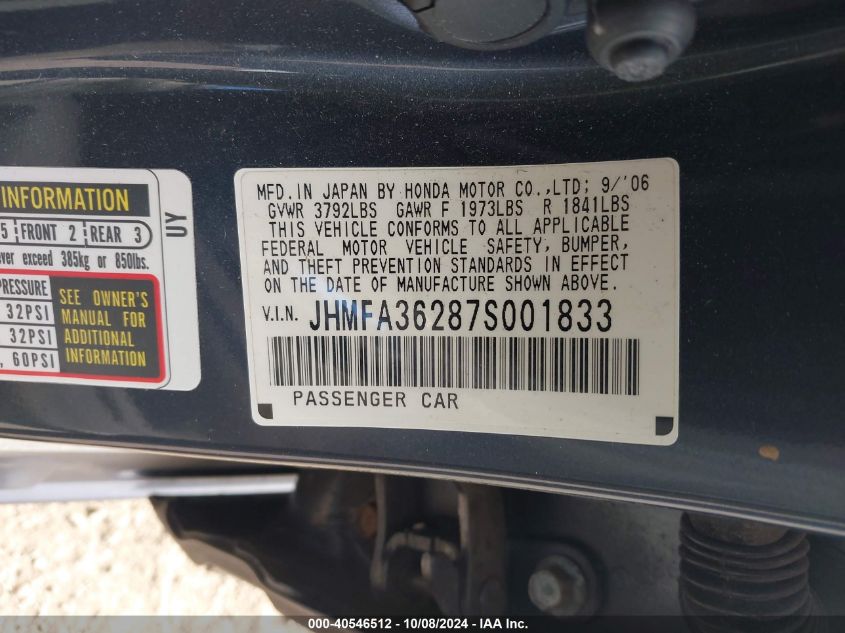 INFORMATION
5 FRONT 2 REAR 3
ever exceed 385kg or 850lbs.
PRESSURE
32PSI
32PSI
, 60PSI
SEE OWNER'S
MANUAL FOR
ADDITIONAL
INFORMATION
UY
MFD. IN JAPAN BY HONDA MOTOR CO.,LTD; 9/'06
GVWR 3792LBS GAWR F 1973LBS R 1841LBS
THIS VEHICLE CONFORMS TO ALL APPLICABLE
FEDERAL MOTOR VEHICLE SAFETY, BUMPER,
AND THEFT PREVENTION STANDARDS IN EFFECT
ON THE DATE OF MANUFACTURE SHOWN ABOVE.
V.I.N. JHMFA36287S001833
PASSENGER CAR
000-40546512 - 10/08/2024 - IAA Inc.